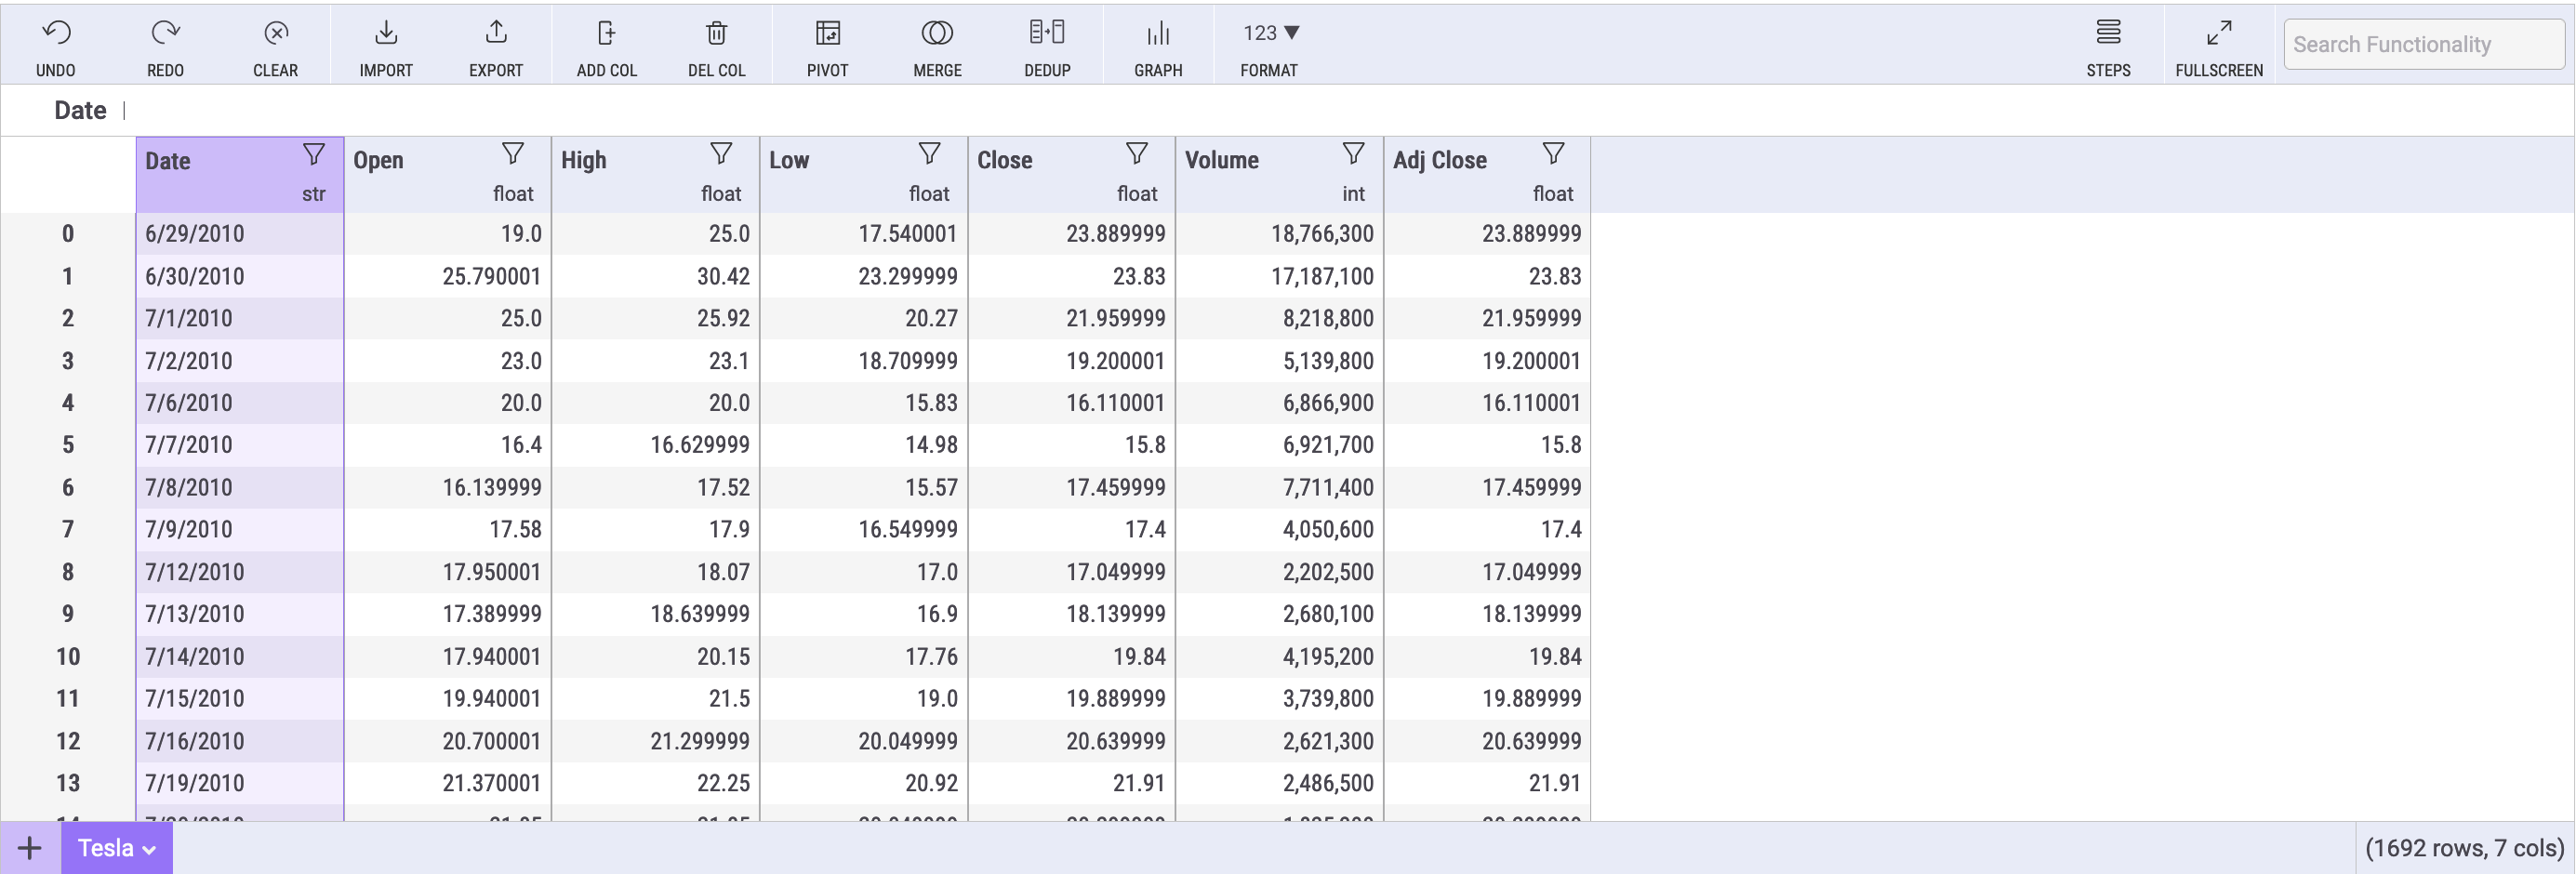 UNDO REDO CLEAR IMPORT EXPORT ADD COL DEL COL PIVOT MERGE DEDUP GRAPH 123 ▼ FORMAT STEPS FULLSCREEN Search Functionality
Date
Date str Open float High float Low float Close float Volume int Adj Close float
0 6/29/2010 19.0 25.0 17.540001 23.889999 18,766,300 23.889999
1 6/30/2010 25.790001 30.42 23.299999 23.83 17,187,100 23.83
2 7/1/2010 25.0 25.92 20.27 21.959999 8,218,800 21.959999
3 7/2/2010 23.0 23.1 18.709999 19.200001 5,139,800 19.200001
4 7/6/2010 20.0 20.0 15.83 16.110001 6,866,900 16.110001
5 7/7/2010 16.4 16.629999 14.98 15.8 6,921,700 15.8
6 7/8/2010 16.139999 17.52 15.57 17.459999 7,711,400 17.459999
7 7/9/2010 17.58 17.9 16.549999 17.4 4,050,600 17.4
8 7/12/2010 17.950001 18.07 17.0 17.049999 2,202,500 17.049999
9 7/13/2010 17.389999 18.639999 16.9 18.139999 2,680,100 18.139999
10 7/14/2010 17.940001 20.15 17.76 19.84 4,195,200 19.84
11 7/15/2010 19.940001 21.5 19.0 19.889999 3,739,800 19.889999
12 7/16/2010 20.700001 21.299999 20.049999 20.639999 2,621,300 20.639999
13 7/19/2010 21.370001 22.25 20.92 21.91 2,486,500 21.91
+ Tesla (1692 rows, 7 cols)